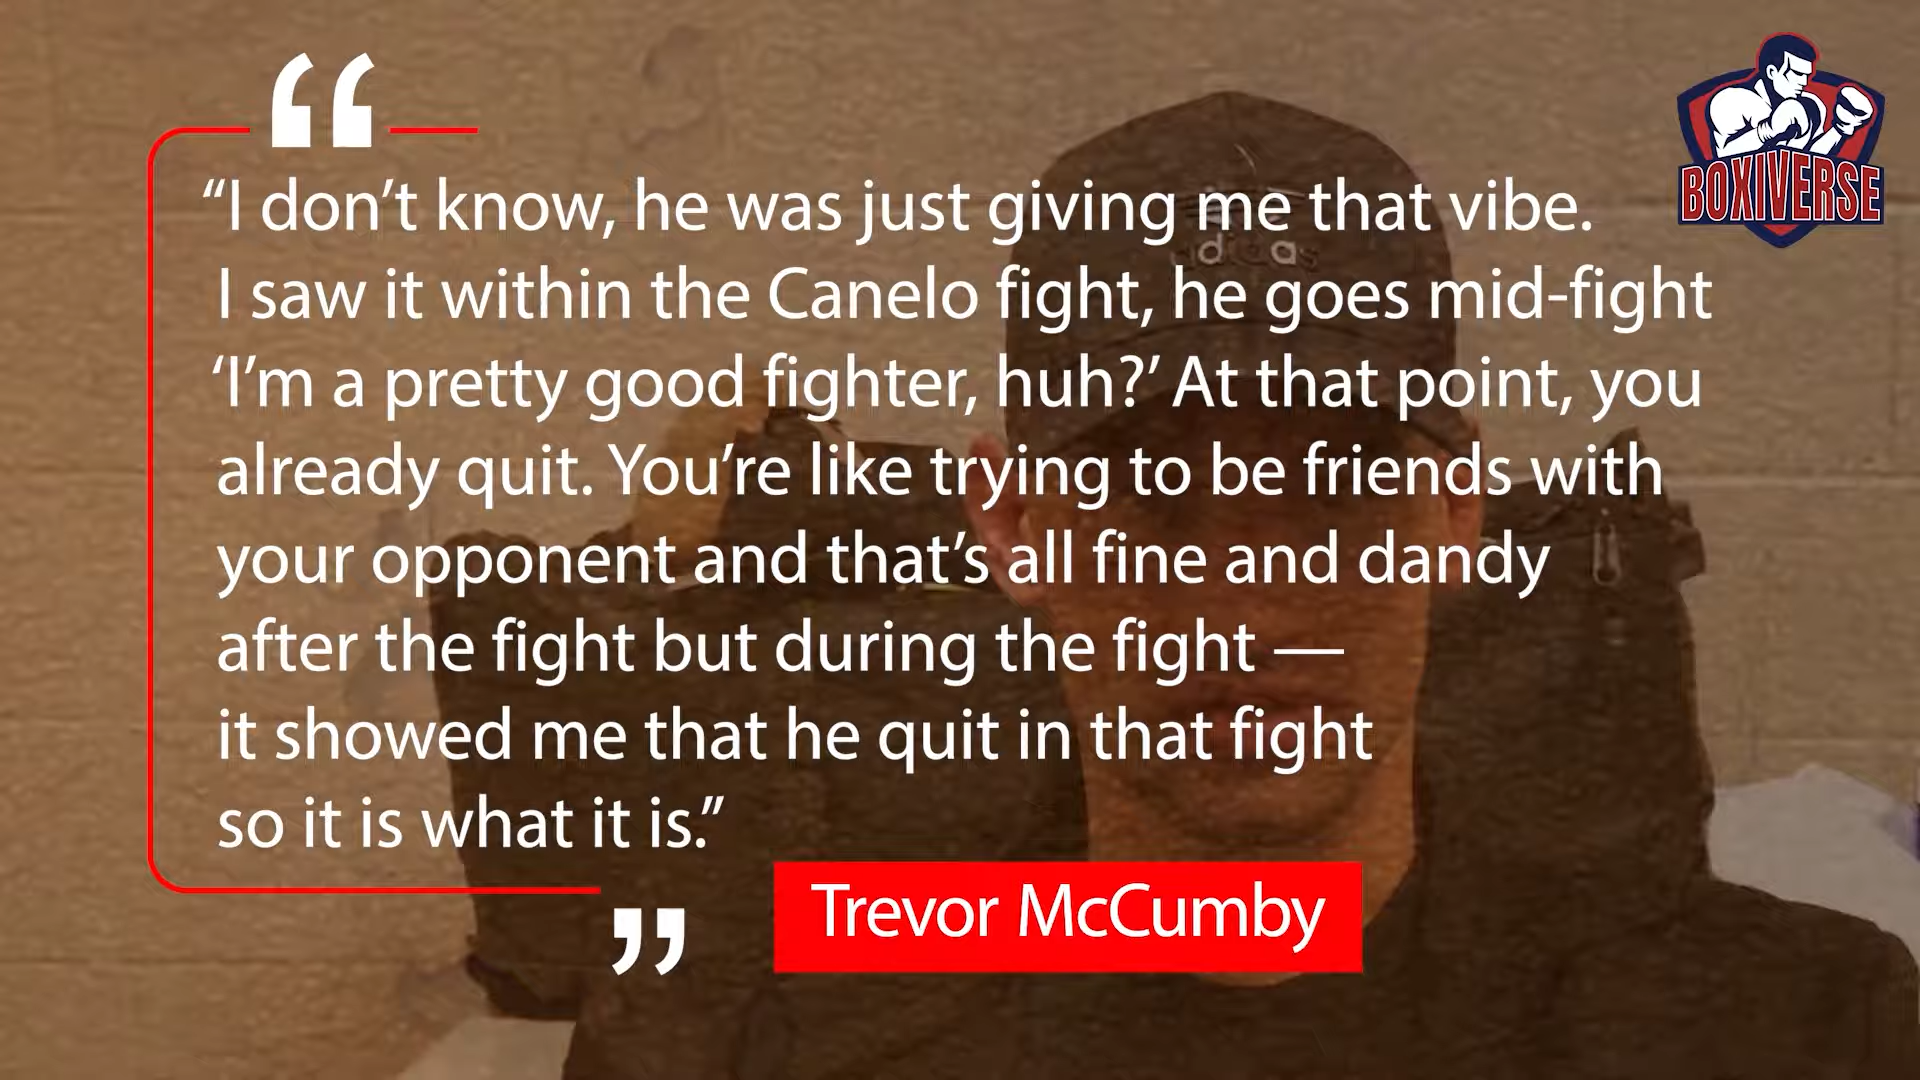 BOXIVERSE
“I don’t know, he was just giving me that vibe.
I saw it within the Canelo fight, he goes mid-fight
‘I’m a pretty good fighter, huh?’ At that point, you
already quit. You’re like trying to be friends with
your opponent and that’s all fine and dandy
after the fight but during the fight —
it showed me that he quit in that fight
so it is what it is.”
Trevor McCumby
adidas